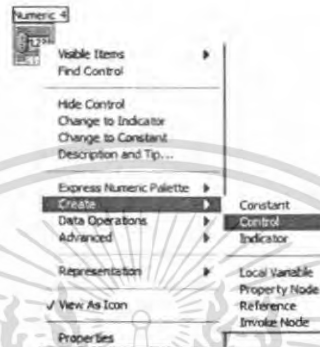 Numeric 4
1.23
Visible Items
Find Control
Hide Control
Change to Indicator
Change to Constant
Description and Tip...
Express Numeric Palette
Create
Data Operations
Advanced
Representation
✓ View As Icon
Properties
Constant
Control
Indicator
Local Variable
Property Node
Reference
Invoke Node